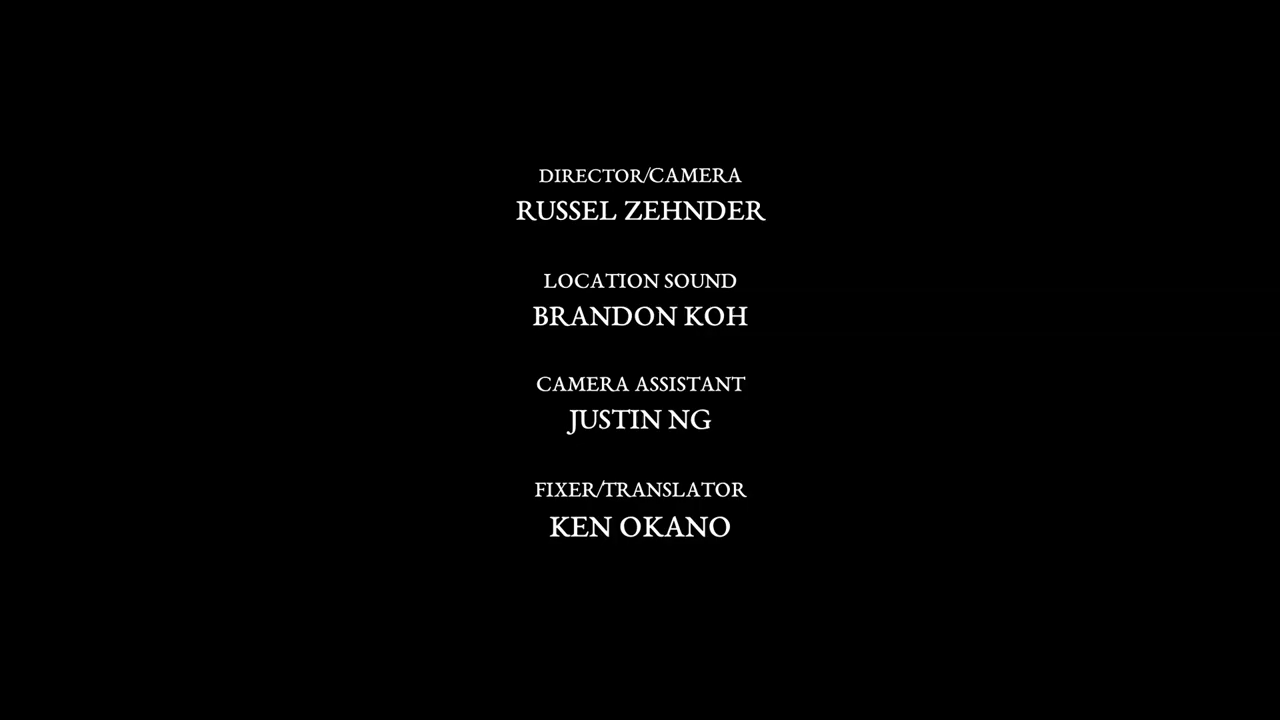 DIRECTOR/CAMERA
RUSSEL ZEHNDER
LOCATION SOUND
BRANDON KOH
CAMERA ASSISTANT
JUSTIN NG
FIXER/TRANSLATOR
KEN OKANO